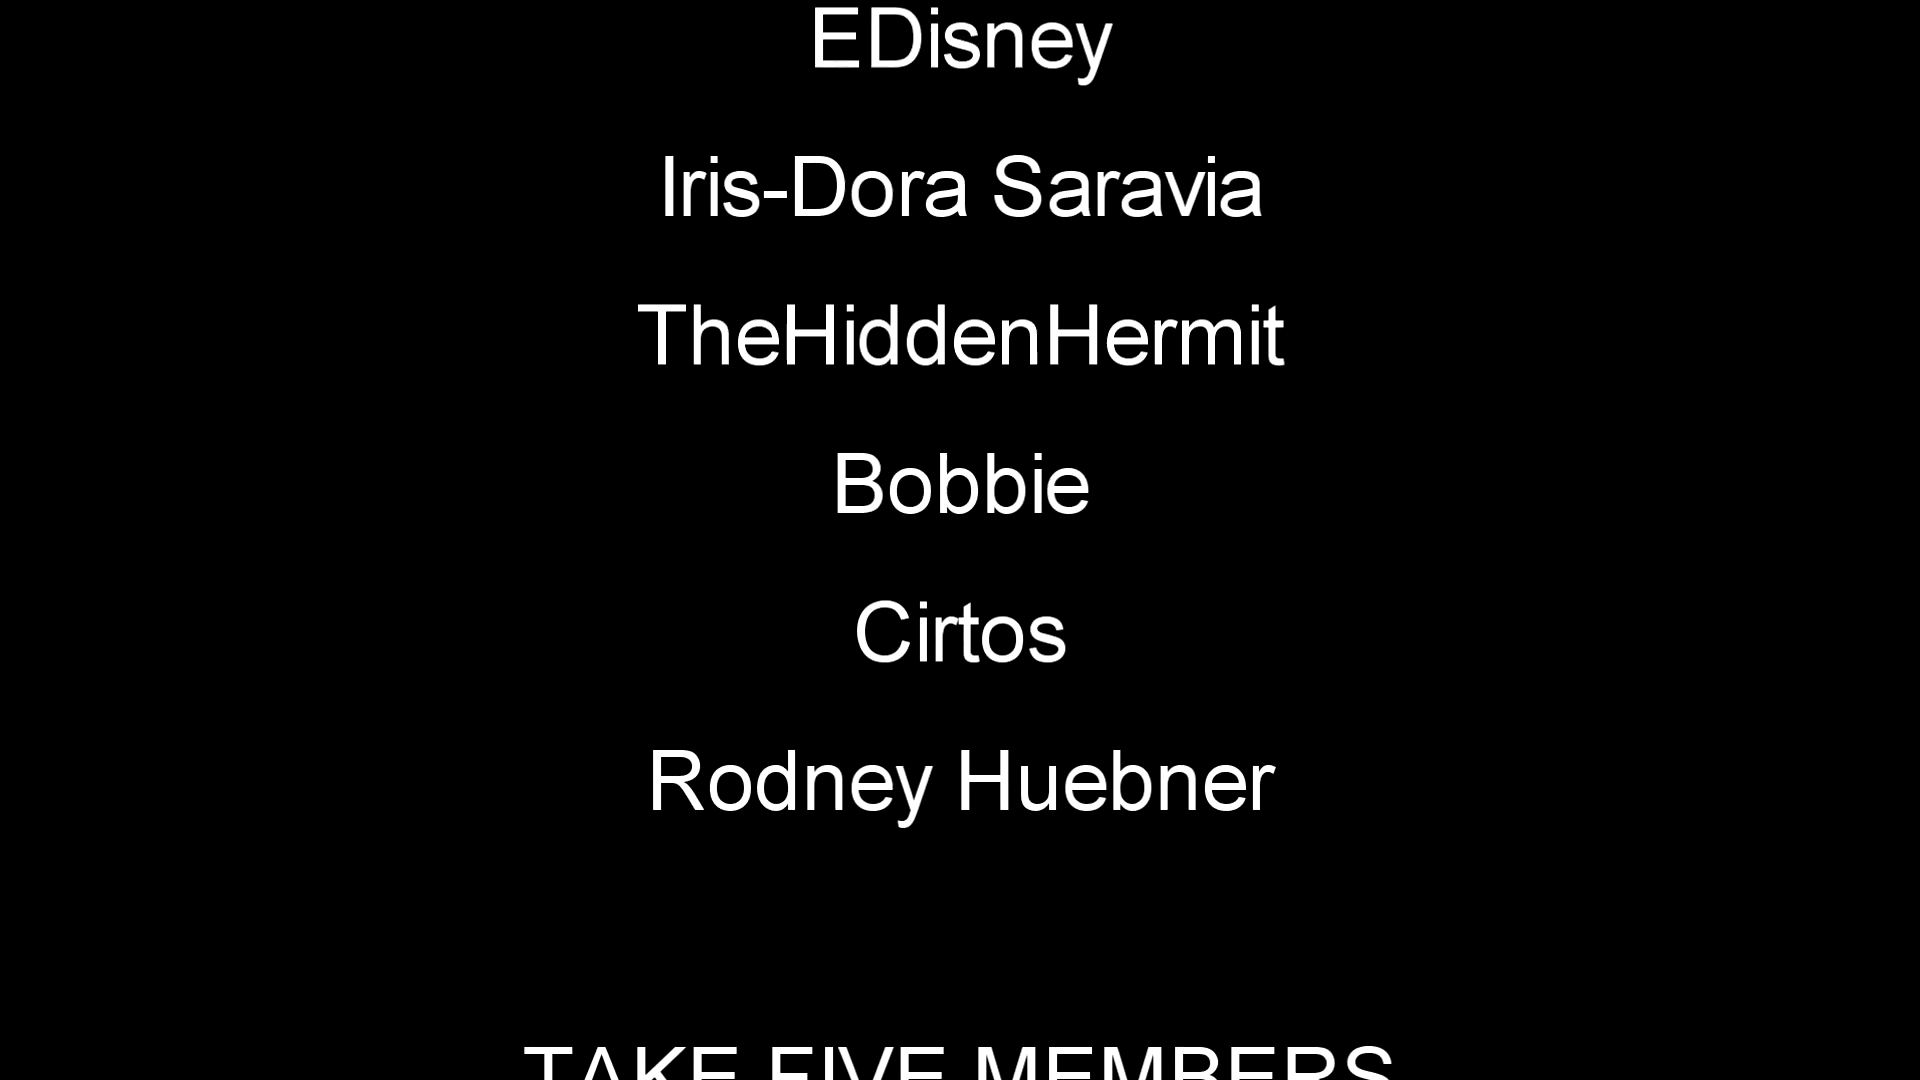 EDisney
Iris-Dora Saravia
TheHiddenHermit
Bobbie
Cirtos
Rodney Huebner
TAKE FIVE MEMBERS